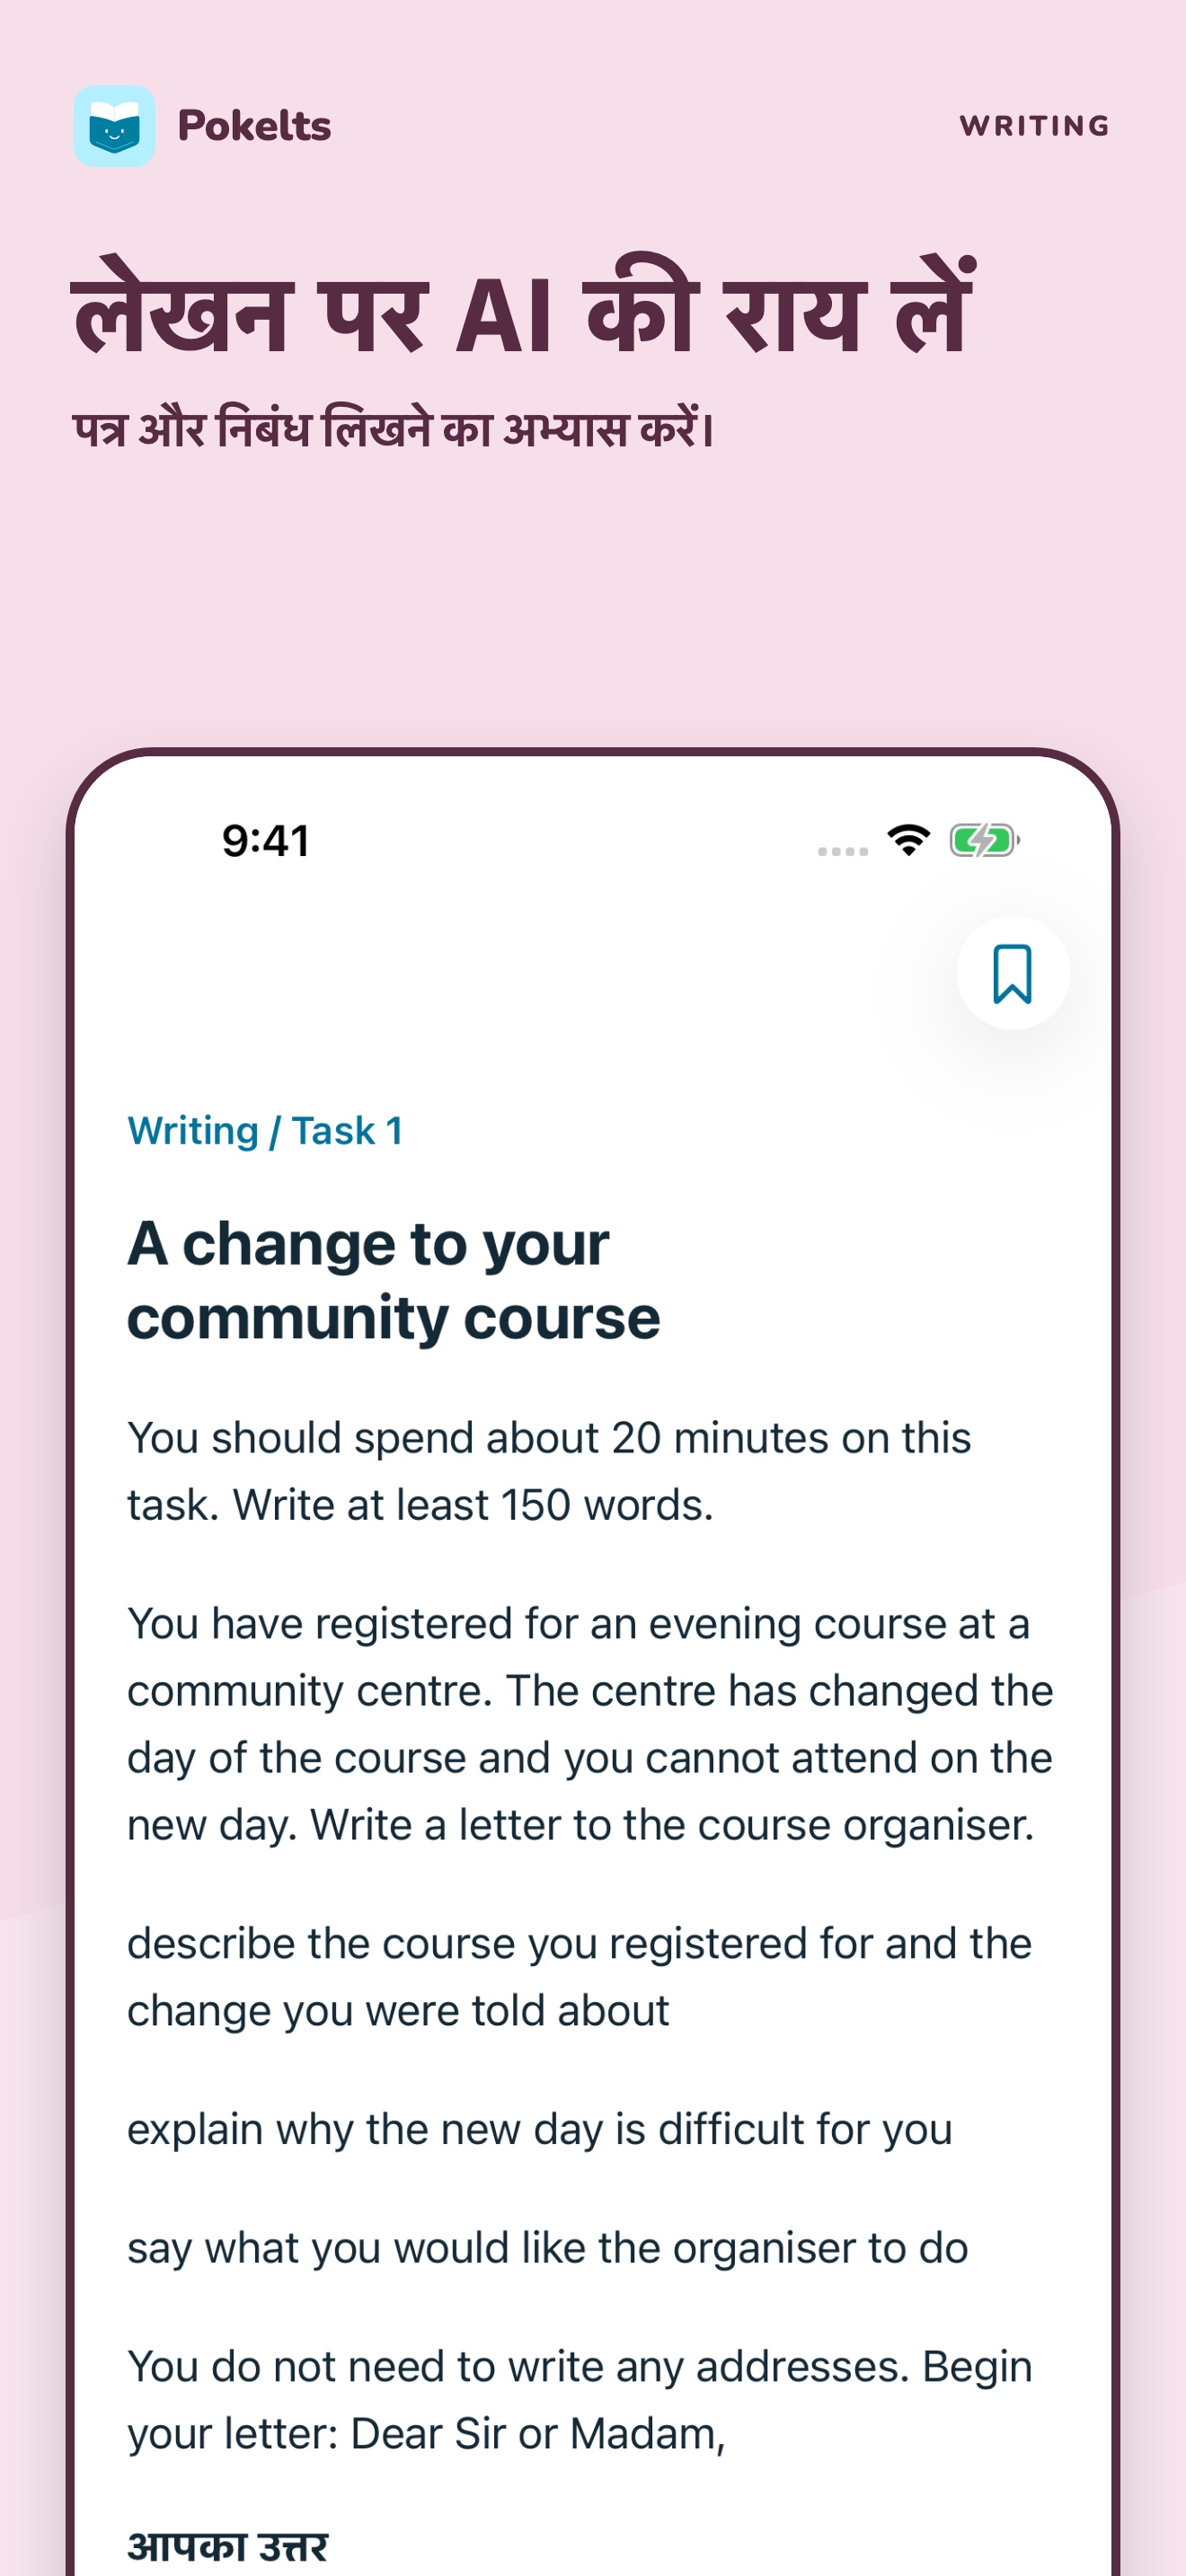 Pokelts
WRITING
लेखन पर AI की राय लें
पत्र और निबंध लिखने का अभ्यास करें।
9:41
Writing / Task 1
A change to your
community course
You should spend about 20 minutes on this
task. Write at least 150 words.
You have registered for an evening course at a
community centre. The centre has changed the
day of the course and you cannot attend on the
new day. Write a letter to the course organiser.
describe the course you registered for and the
change you were told about
explain why the new day is difficult for you
say what you would like the organiser to do
You do not need to write any addresses. Begin
your letter: Dear Sir or Madam,
आपका उत्तर